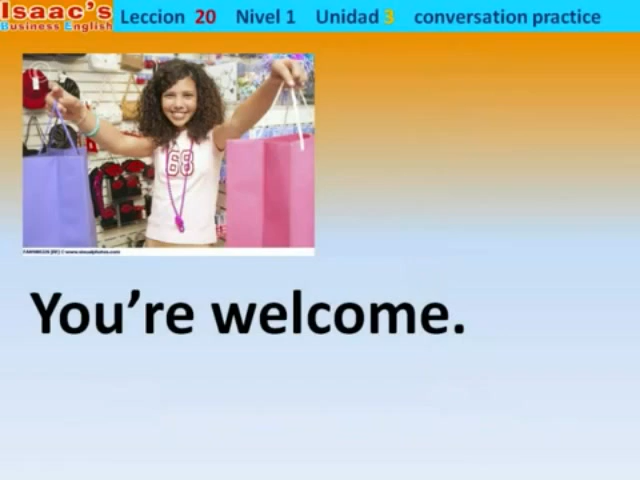 Isaac's
Business English
Leccion 20 Nivel 1 Unidad 3 conversation practice
68
You're welcome.